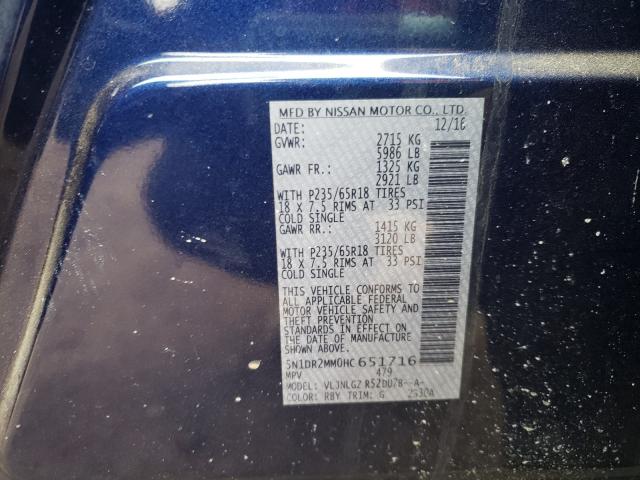 MFD BY NISSAN MOTOR CO., LTD.
DATE: 12/16
GVWR: 2715 KG
5986 LB
GAWR FR.: 1325 KG
2921 LB
WITH P235/65R18 TIRES
18 X 7.5 RIMS AT 33 PSI
COLD SINGLE
GAWR RR.: 1415 KG
3120 LB
WITH P235/65R18 TIRES
18 X 7.5 RIMS AT 33 PSI
COLD SINGLE
THIS VEHICLE CONFORMS TO
ALL APPLICABLE FEDERAL
MOTOR VEHICLE SAFETY AND
THEFT PREVENTION
STANDARDS IN EFFECT ON
THE DATE OF MANUFACTURE
SHOWN ABOVE.
5N1DR2MM0HC651716
MPV 479
MODEL:
COLOR: RBY TRIM: G